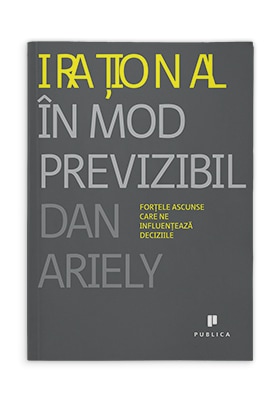 IRAȚIONAL
ÎN MOD
PREVIZIBIL
DAN
ARIELY
FORȚELE ASCUNSE
CARE NE
INFLUENȚEAZĂ
DECIZIILE
PUBLICA